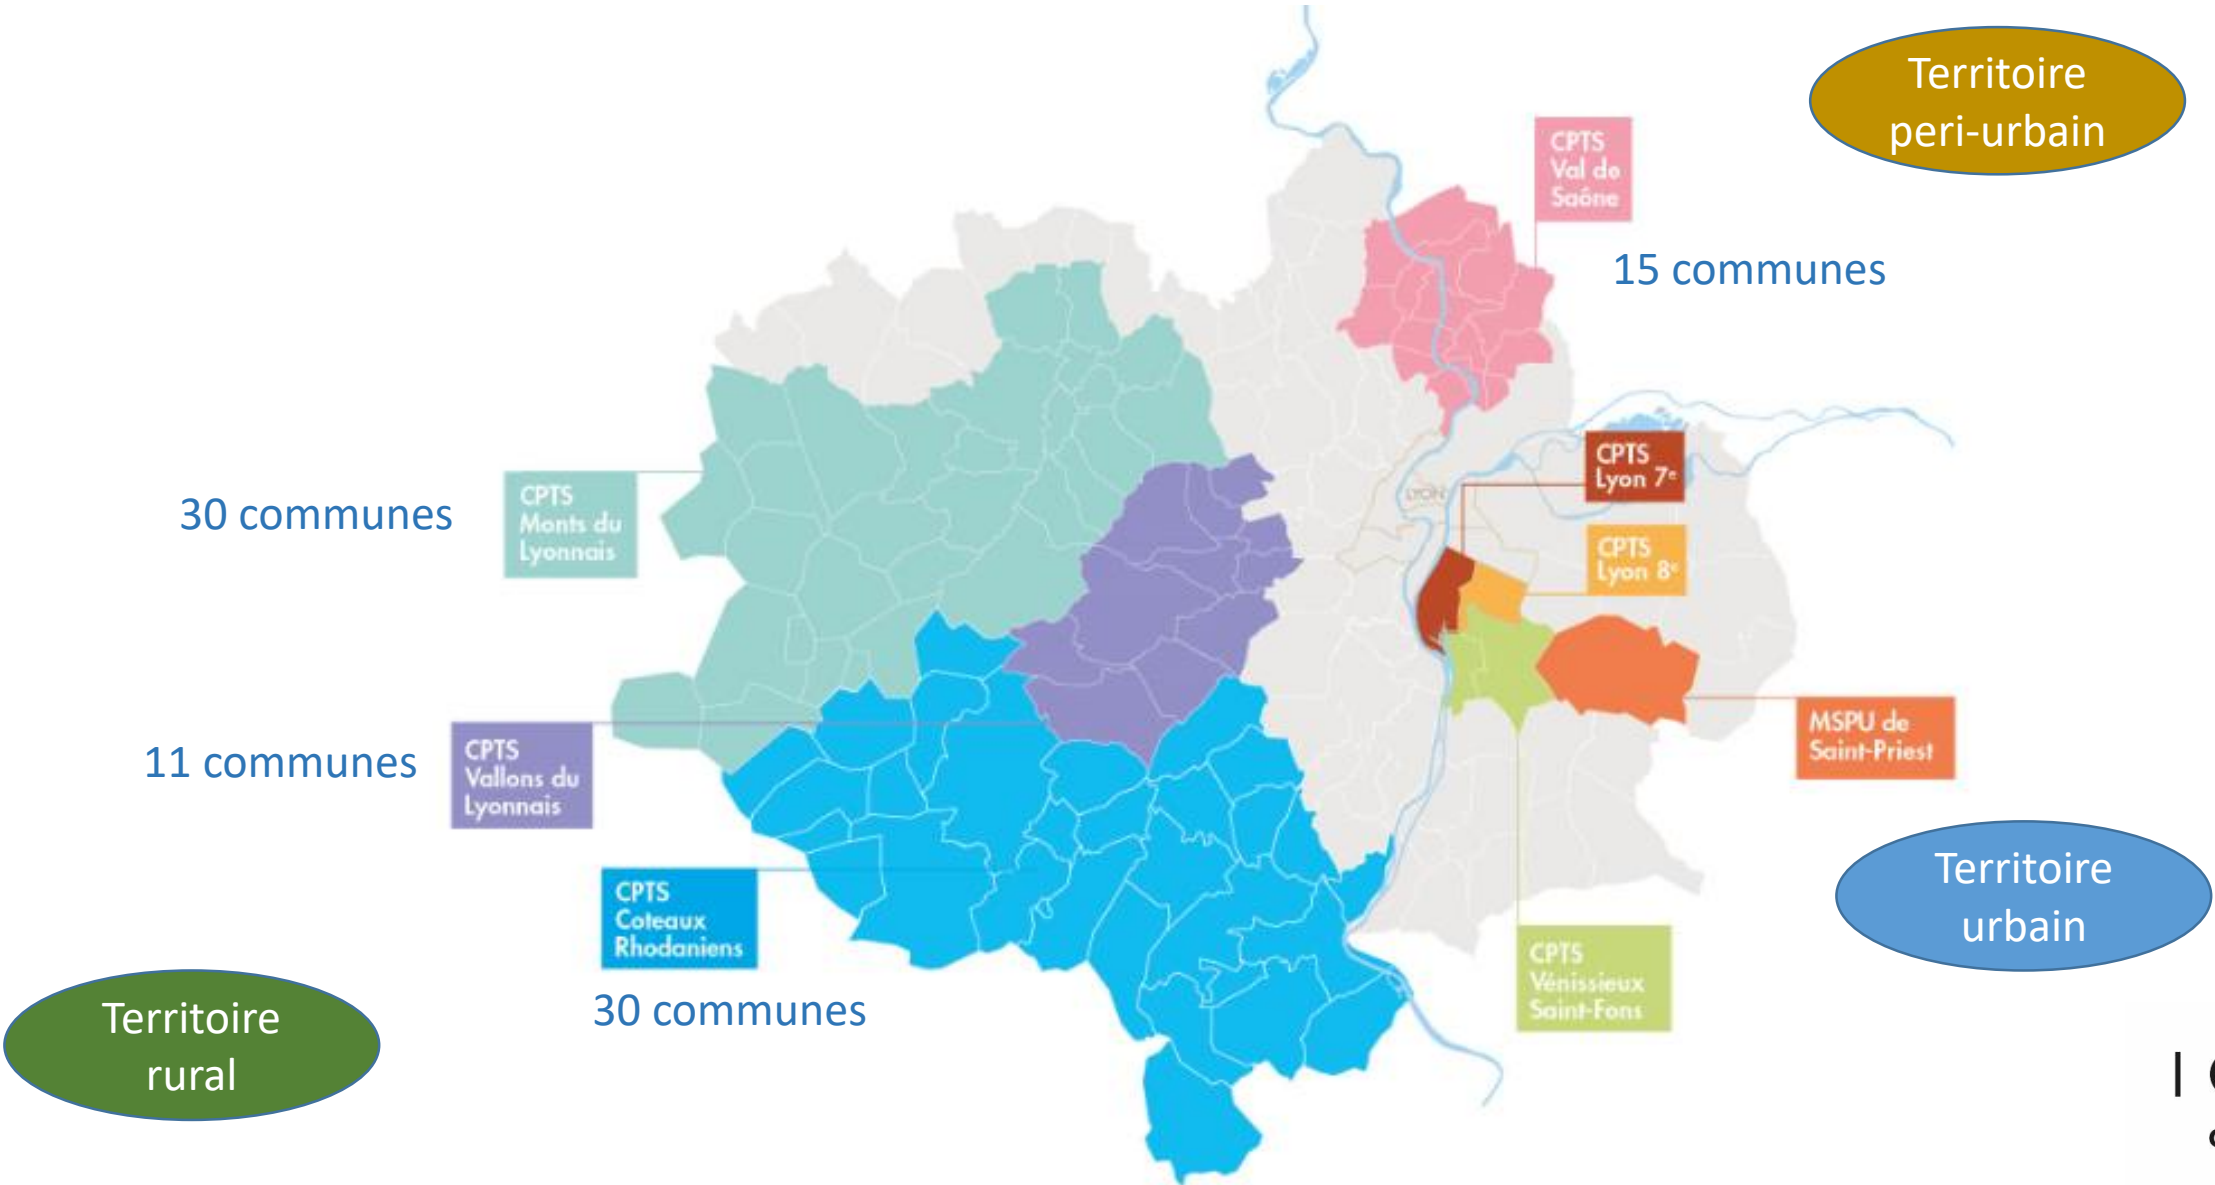 Territoire
peri-urbain
CPTS
Val de
Saône
15 communes
30 communes
CPTS
Monts du
Lyonnais
CPTS
Lyon 7e
LYON
CPTS
Lyon 8e
11 communes
CPTS
Vallons du
Lyonnais
MSPU de
Saint-Priest
CPTS
Coteaux
Rhodaniens
30 communes
Territoire
urbain
CPTS
Vénissieux
Saint-Fons
Territoire
rural